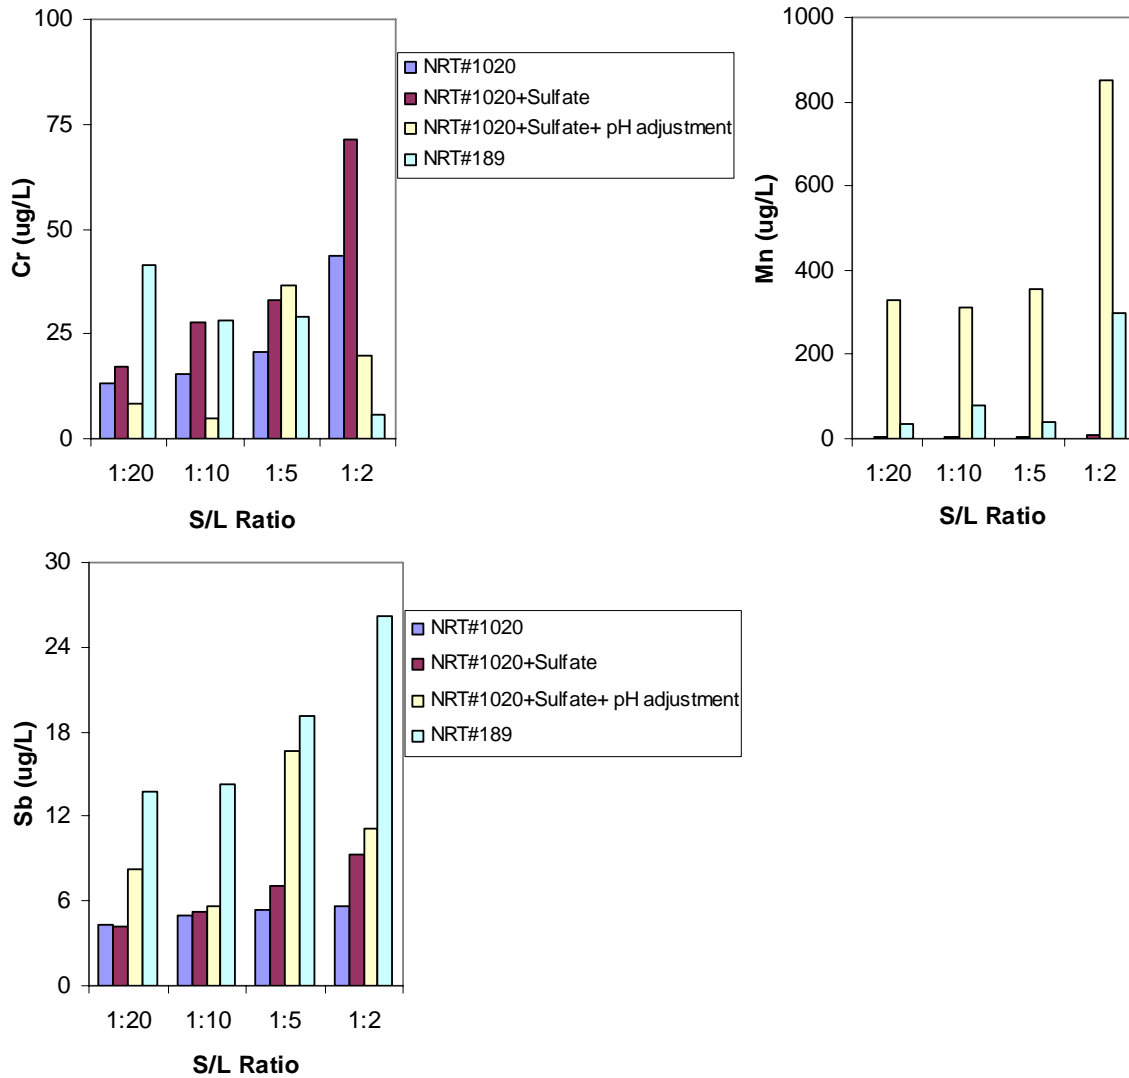 100
75
50
25
0
Cr (ug/L)
1:20 1:10 1:5 1:2
S/L Ratio
NRT#1020
NRT#1020+Sulfate
NRT#1020+Sulfate+ pH adjustment
NRT#189
1000
800
600
400
200
0
Mn (ug/L)
1:20 1:10 1:5 1:2
S/L Ratio
30
24
18
12
6
0
Sb (ug/L)
1:20 1:10 1:5 1:2
S/L Ratio
NRT#1020
NRT#1020+Sulfate
NRT#1020+Sulfate+ pH adjustment
NRT#189